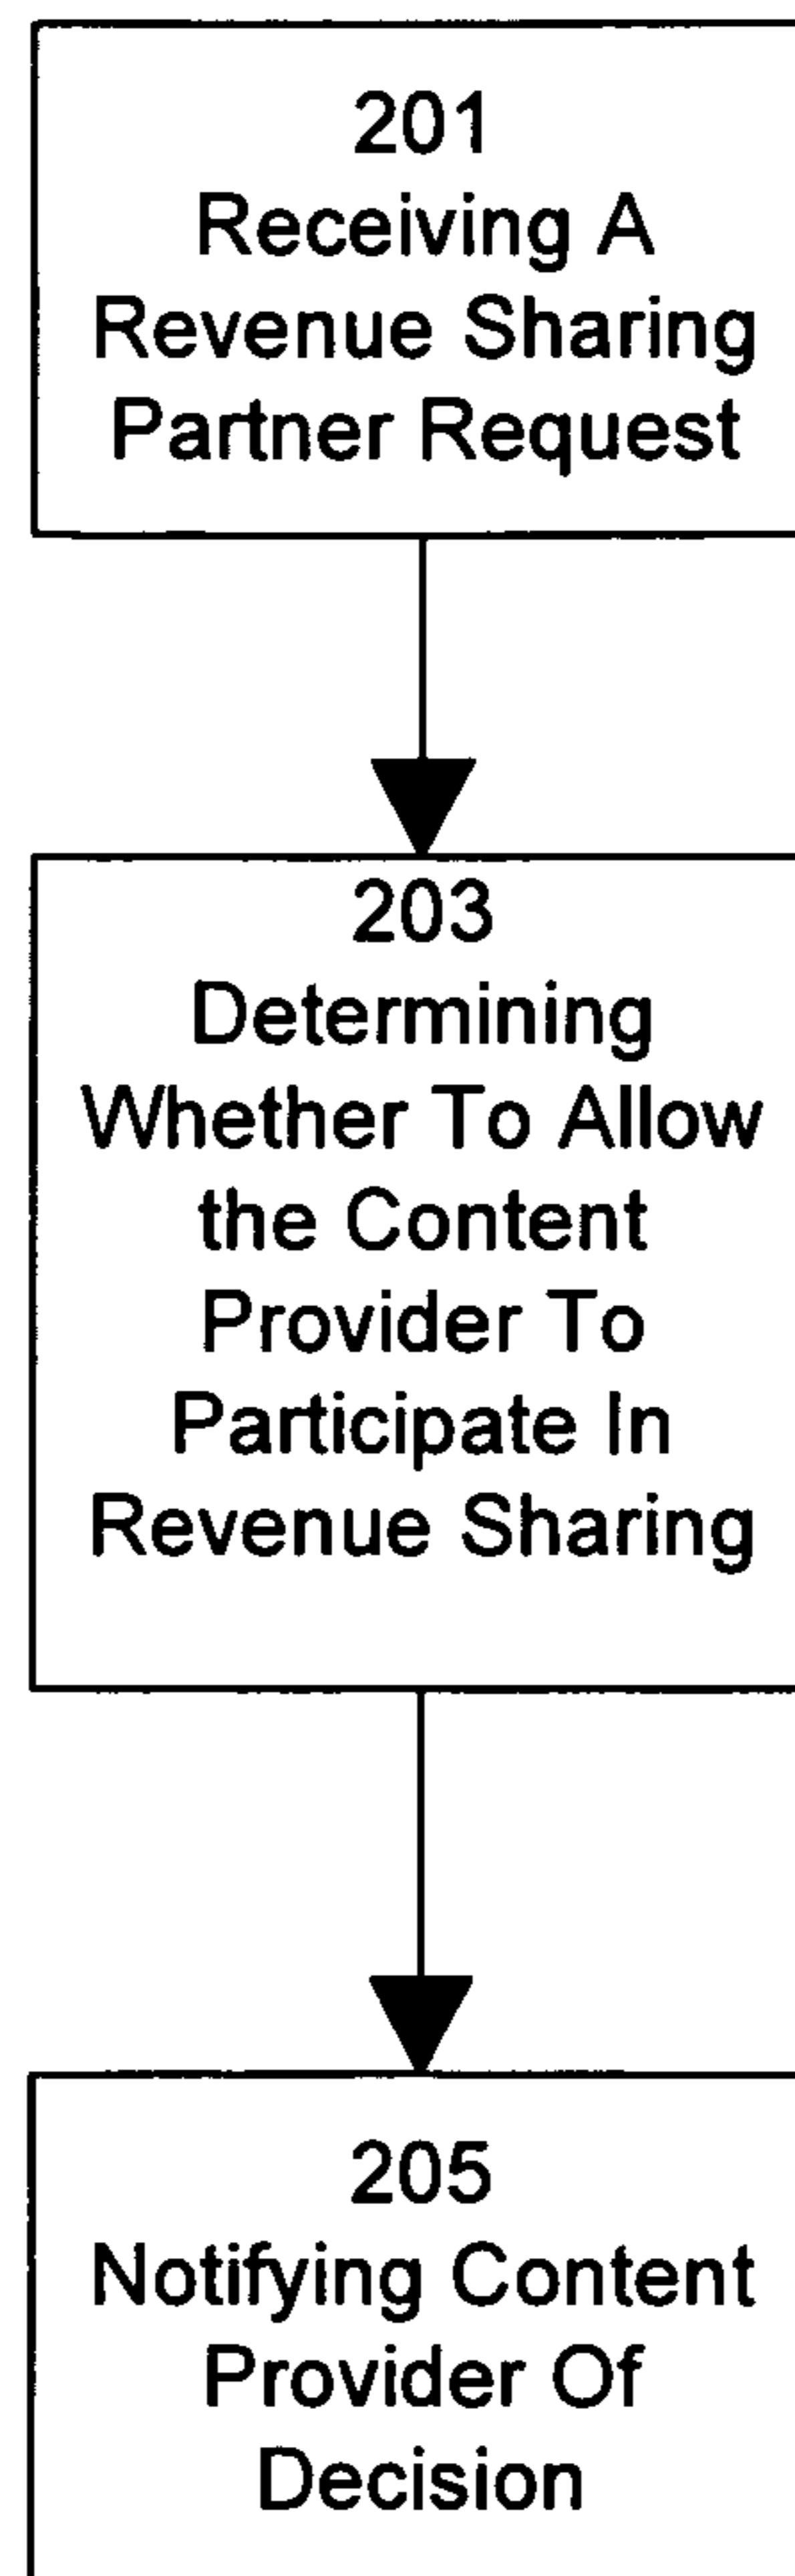 201
Receiving A
Revenue Sharing
Partner Request
203
Determining
Whether To Allow
the Content
Provider To
Participate In
Revenue Sharing
205
Notifying Content
Provider Of
Decision